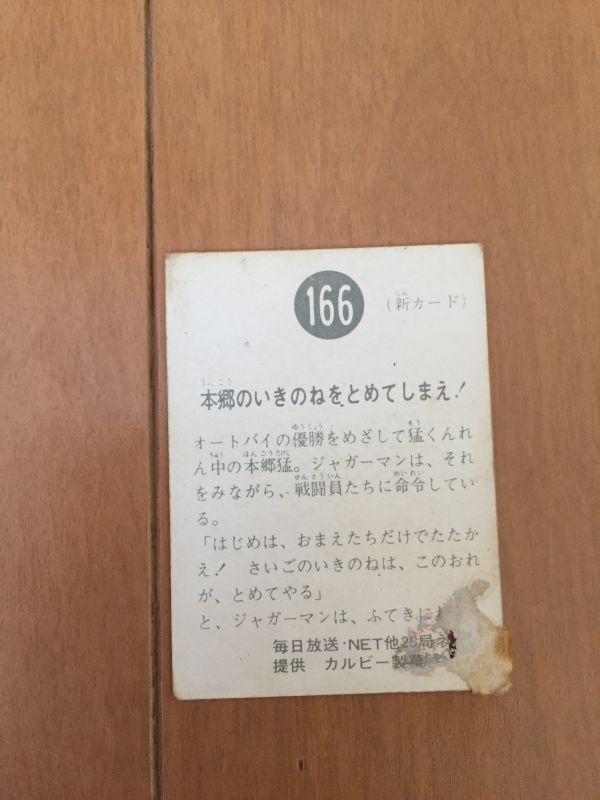 166
(新カード)
本郷のいきのねをとめてしまえ!
オートバイの優勝をめざして猛くんれ
ん中の本郷猛。ジャガーマンは、それ
をみながら、戦闘員たちに命令してい
る。
「はじめは、おまえたちだけでたたか
え! さいごのいきのねは、このおれ
が、とめてやる」
と、ジャガーマンは、ふてきに
毎日放送・NET他25局ネ
提供 カルビー製菓